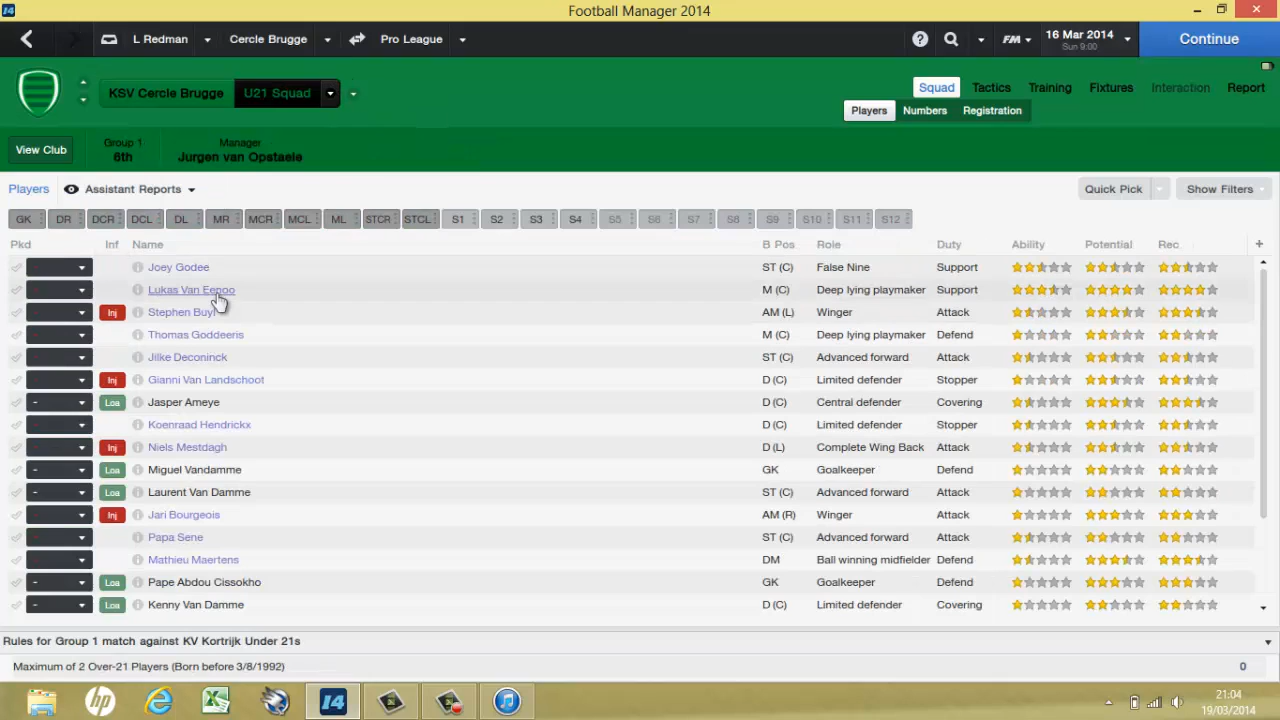 Football Manager 2014
L Redman Cercle Brugge Pro League FM 16 Mar 2014 Sun 9:00 Continue
KSV Cercle Brugge U21 Squad Squad Tactics Training Fixtures Interaction Report
Players Numbers Registration
View Club Group 1 6th Manager Jurgen van Opstaele
Players Assistant Reports Quick Pick Show Filters
GK DR DCR DCL DL MR MCR MCL ML STCR STCL S1 S2 S3 S4 S5 S6 S7 S8 S9 S10 S11 S12
Pkd Inf Name B Pos Role Duty Ability Potential Rec +
Joey Godee ST (C) False Nine Support
Lukas Van Eenoo M (C) Deep lying playmaker Support
Inj Stephen Buyl AM (L) Winger Attack
Thomas Goddeeris M (C) Deep lying playmaker Defend
Jilke Deconinck ST (C) Advanced forward Attack
Inj Gianni Van Landschoot D (C) Limited defender Stopper
- Loa Jasper Ameye D (C) Central defender Covering
Koenraad Hendrickx D (C) Limited defender Stopper
Inj Niels Mestdagh D (L) Complete Wing Back Attack
- Loa Miguel Vandamme GK Goalkeeper Defend
- Loa Laurent Van Damme ST (C) Advanced forward Attack
Inj Jari Bourgeois AM (R) Winger Attack
Papa Sene ST (C) Advanced forward Attack
Mathieu Maertens DM Ball winning midfielder Defend
- Loa Pape Abdou Cissokho GK Goalkeeper Defend
- Loa Kenny Van Damme D (C) Limited defender Covering
Rules for Group 1 match against KV Kortrijk Under 21s
Maximum of 2 Over-21 Players (Born before 3/8/1992) 0
21:04
19/03/2014